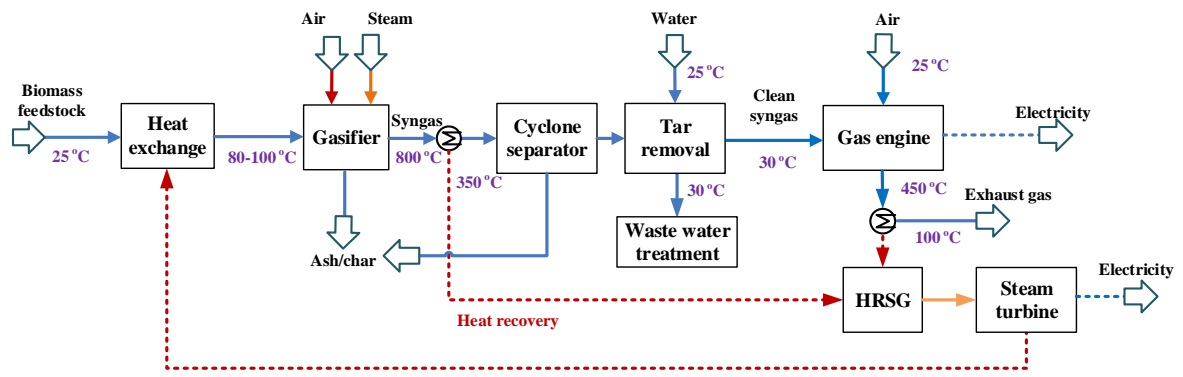 Air
Steam
Water
Biomass
feedstock
25 °C
Heat
exchange
80-100 °C
Gasifier
Syngas
800 °C
350 °C
Cyclone
separator
25 °C
Tar
removal
30 °C
Waste water
treatment
Clean
syngas
30 °C
Air
25 °C
Gas engine
Electricity
450 °C
Exhaust gas
100 °C
Ash/char
HRSG
Steam
turbine
Electricity
Heat recovery